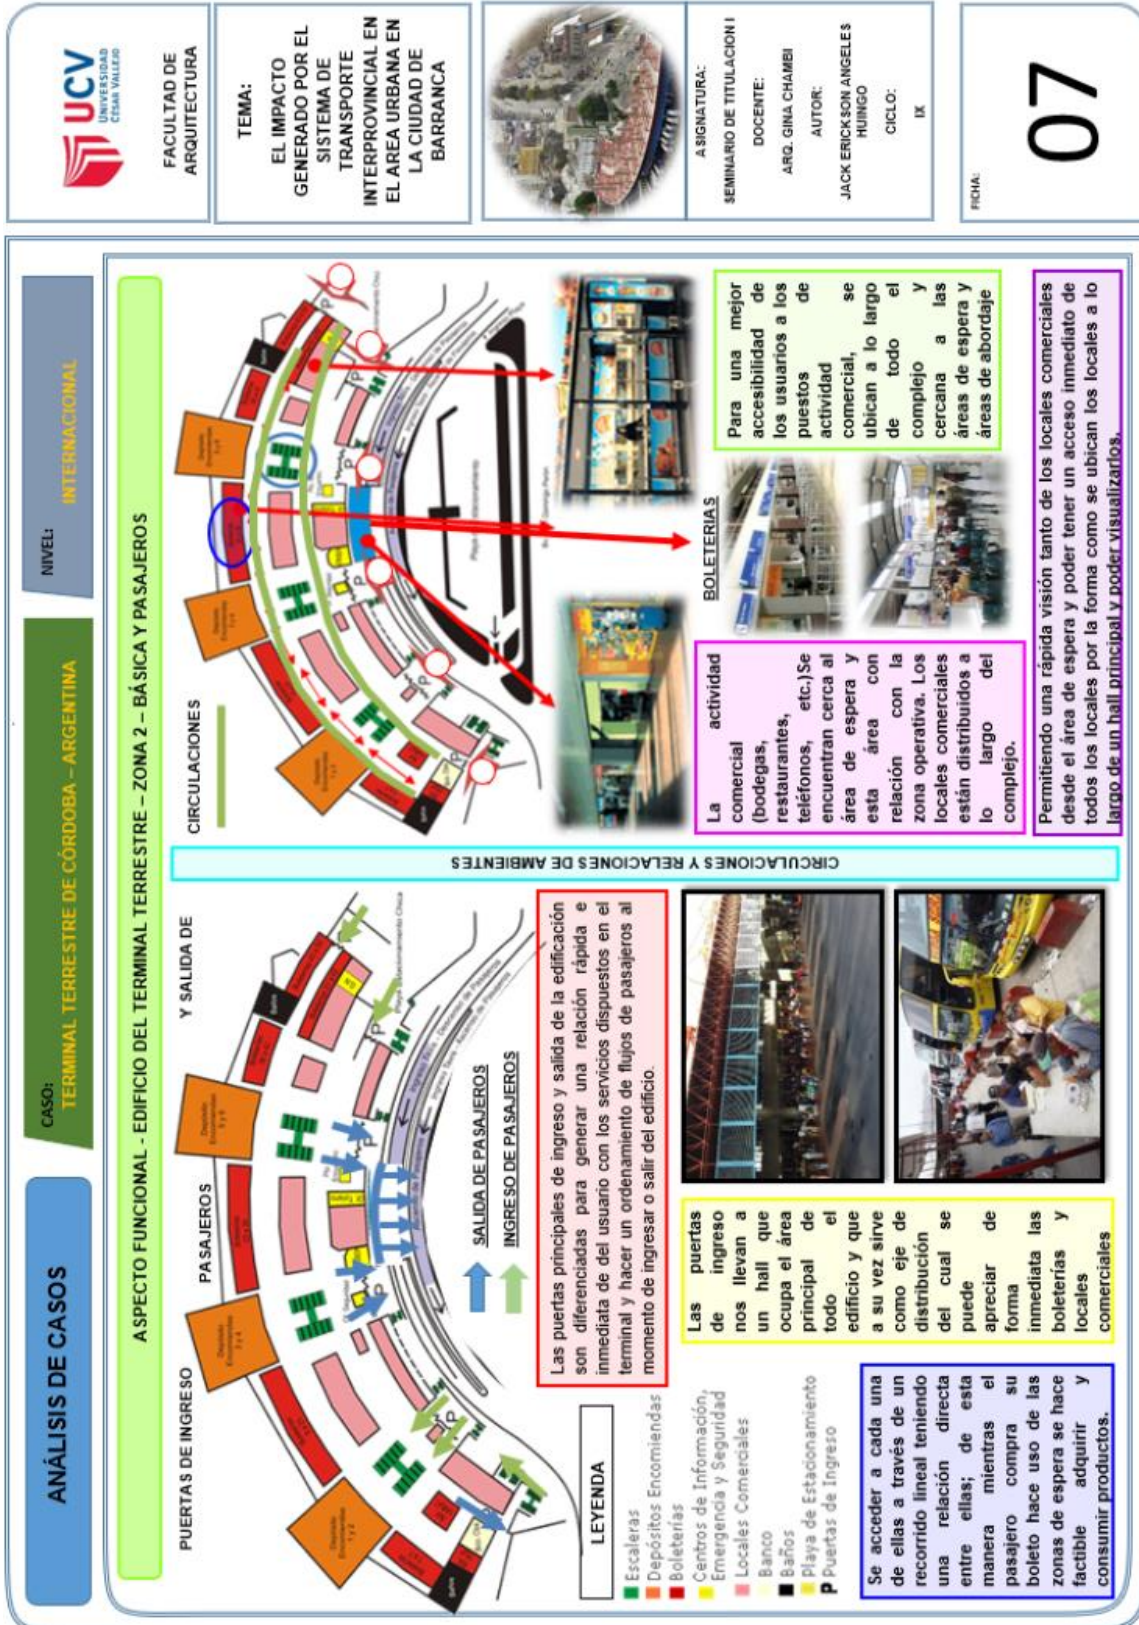 ANÁLISIS DE CASOS
CASO:
TERMINAL TERRESTRE DE CÓRDOBA – ARGENTINA
NIVEL:
INTERNACIONAL
ASPECTO FUNCIONAL - EDIFICIO DEL TERMINAL TERRESTRE – ZONA 2 – BÁSICA Y PASAJEROS
PUERTAS DE INGRESO
PASAJEROS
Y SALIDA DE
SALIDA DE PASAJEROS
INGRESO DE PASAJEROS
LEYENDA
Escaleras
Depósitos Encomiendas
Boleterías
Centros de Información,
Emergencia y Seguridad
Locales Comerciales
Banco
Baños
Playa de Estacionamiento
P Puertas de Ingreso
Las puertas principales de ingreso y salida de la edificación
son diferenciadas para generar una relación rápida e
inmediata de del usuario con los servicios dispuestos en el
terminal y hacer un ordenamiento de flujos de pasajeros al
momento de ingresar o salir del edificio.
Se acceder a cada una
de ellas a través de un
recorrido lineal teniendo
una relación directa
entre ellas; de esta
manera mientras el
pasajero compra su
boleto hace uso de las
zonas de espera se hace
factible adquirir y
consumir productos.
Las puertas
de ingreso
nos llevan a
un hall que
ocupa el área
principal de
todo el
edificio y que
a su vez sirve
como eje de
distribución
del cual se
puede
apreciar de
forma
inmediata las
boleterías y
locales
comerciales
CIRCULACIONES Y RELACIONES DE AMBIENTES
CIRCULACIONES
BOLETERIAS
La actividad
comercial
(bodegas,
restaurantes,
teléfonos, etc.)Se
encuentran cerca al
área de espera y
esta área con
relación con la
zona operativa. Los
locales comerciales
están distribuidos a
lo largo del
complejo.
Para una mejor
accesibilidad de
los usuarios a los
puestos de
actividad
comercial, se
ubican a lo largo
de todo el
complejo y
cercana a las
áreas de espera y
áreas de abordaje
Permitiendo una rápida visión tanto de los locales comerciales
desde el área de espera y poder tener un acceso inmediato de
todos los locales por la forma como se ubican los locales a lo
largo de un hall principal y poder visualizarlos.
UCV
UNIVERSIDAD
CÉSAR VALLEJO
FACULTAD DE
ARQUITECTURA
TEMA:
EL IMPACTO
GENERADO POR EL
SISTEMA DE
TRANSPORTE
INTERPROVINCIAL EN
EL AREA URBANA EN
LA CIUDAD DE
BARRANCA
ASIGNATURA:
SEMINARIO DE TITULACION I
DOCENTE:
ARQ. GINA CHAMBI
AUTOR:
JACK ERICKSON ANGELES
HUINGO
CICLO:
IX
FICHA:
07